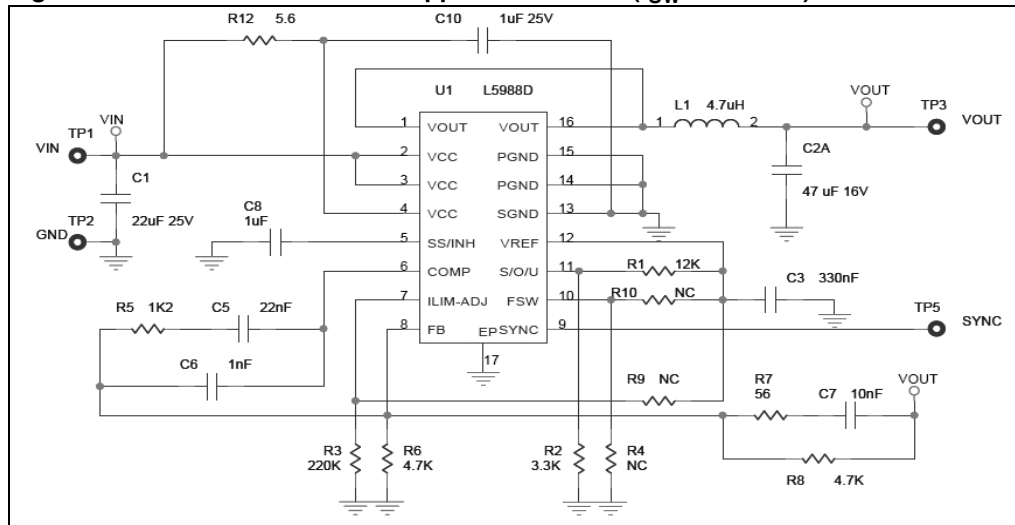 R12 5.6
C10 1uF 25V
U1 L5988D
VIN
TP1
VIN
C1
22uF 25V
TP2
GND
C8
1uF
1 VOUT
2 VCC
3 VCC
4 VCC
5 SS/INH
6 COMP
7 ILIM-ADJ
8 FB
VOUT 16
PGND 15
PGND 14
SGND 13
VREF 12
S/O/U 11
FSW 10
SYNC 9
EP
17
1 L1 4.7uH 2
VOUT
TP3
VOUT
C2A
47 uF 16V
R1 12K
R10 NC
C3 330nF
TP5
SYNC
R5 1K2
C5 22nF
C6 1nF
R9 NC
R7
56
C7 10nF
VOUT
R3
220K
R6
4.7K
R2
3.3K
R4
NC
R8 4.7K